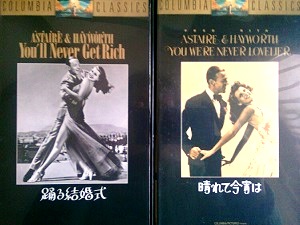 COLUMBIA CLASSICS
ASTAIRE & HAYWORTH
You'll Never Get Rich
踊る結婚式
COLUMBIA CLASSICS
ASTAIRE & HAYWORTH
YOU WERE NEVER LOVELIER
晴れて今宵は